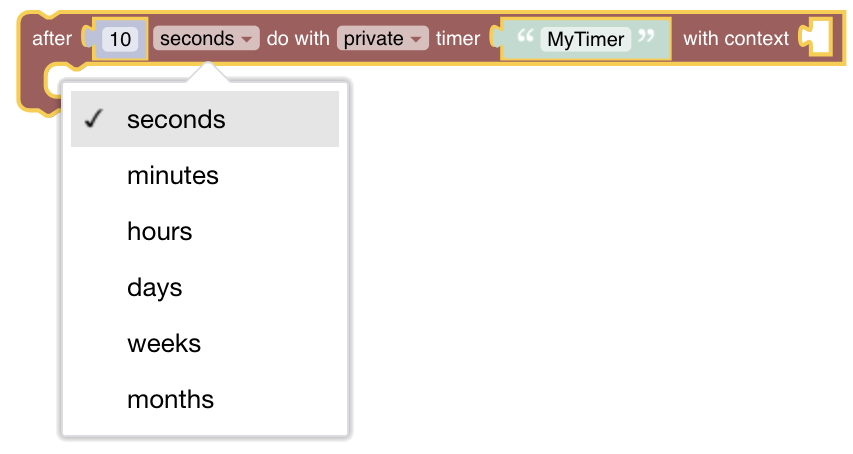 after 10 seconds do with private timer “ MyTimer ” with context
✓ seconds
minutes
hours
days
weeks
months